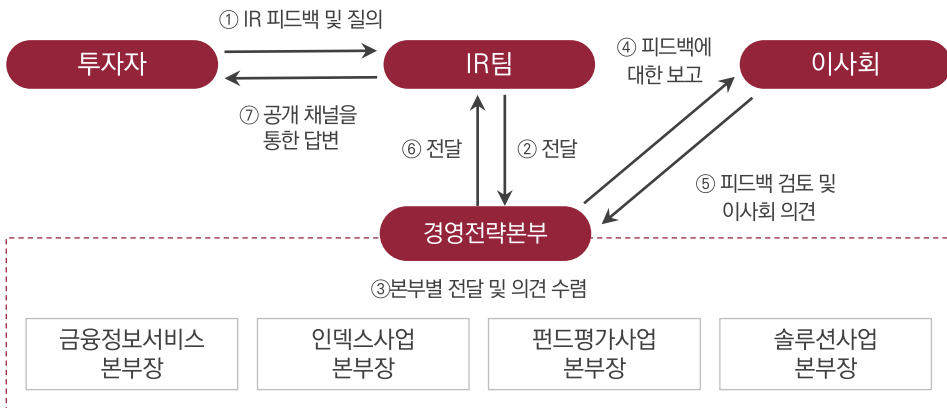 ① IR 피드백 및 질의
투자자
IR팀
④ 피드백에
대한 보고
이사회
⑦ 공개 채널을
통한 답변
⑥ 전달
② 전달
⑤ 피드백 검토 및
이사회 의견
경영전략본부
③본부별 전달 및 의견 수렴
금융정보서비스
본부장
인덱스사업
본부장
펀드평가사업
본부장
솔루션사업
본부장